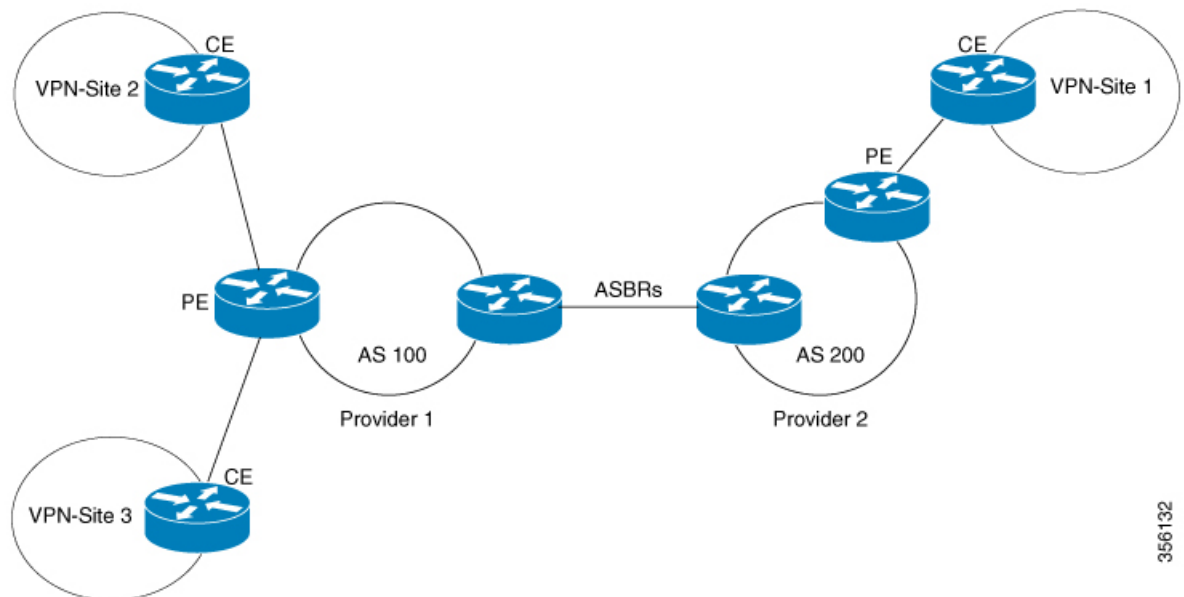 CE
VPN-Site 2
CE
VPN-Site 1
PE
PE
ASBRs
AS 100
AS 200
Provider 1
Provider 2
CE
VPN-Site 3
356132